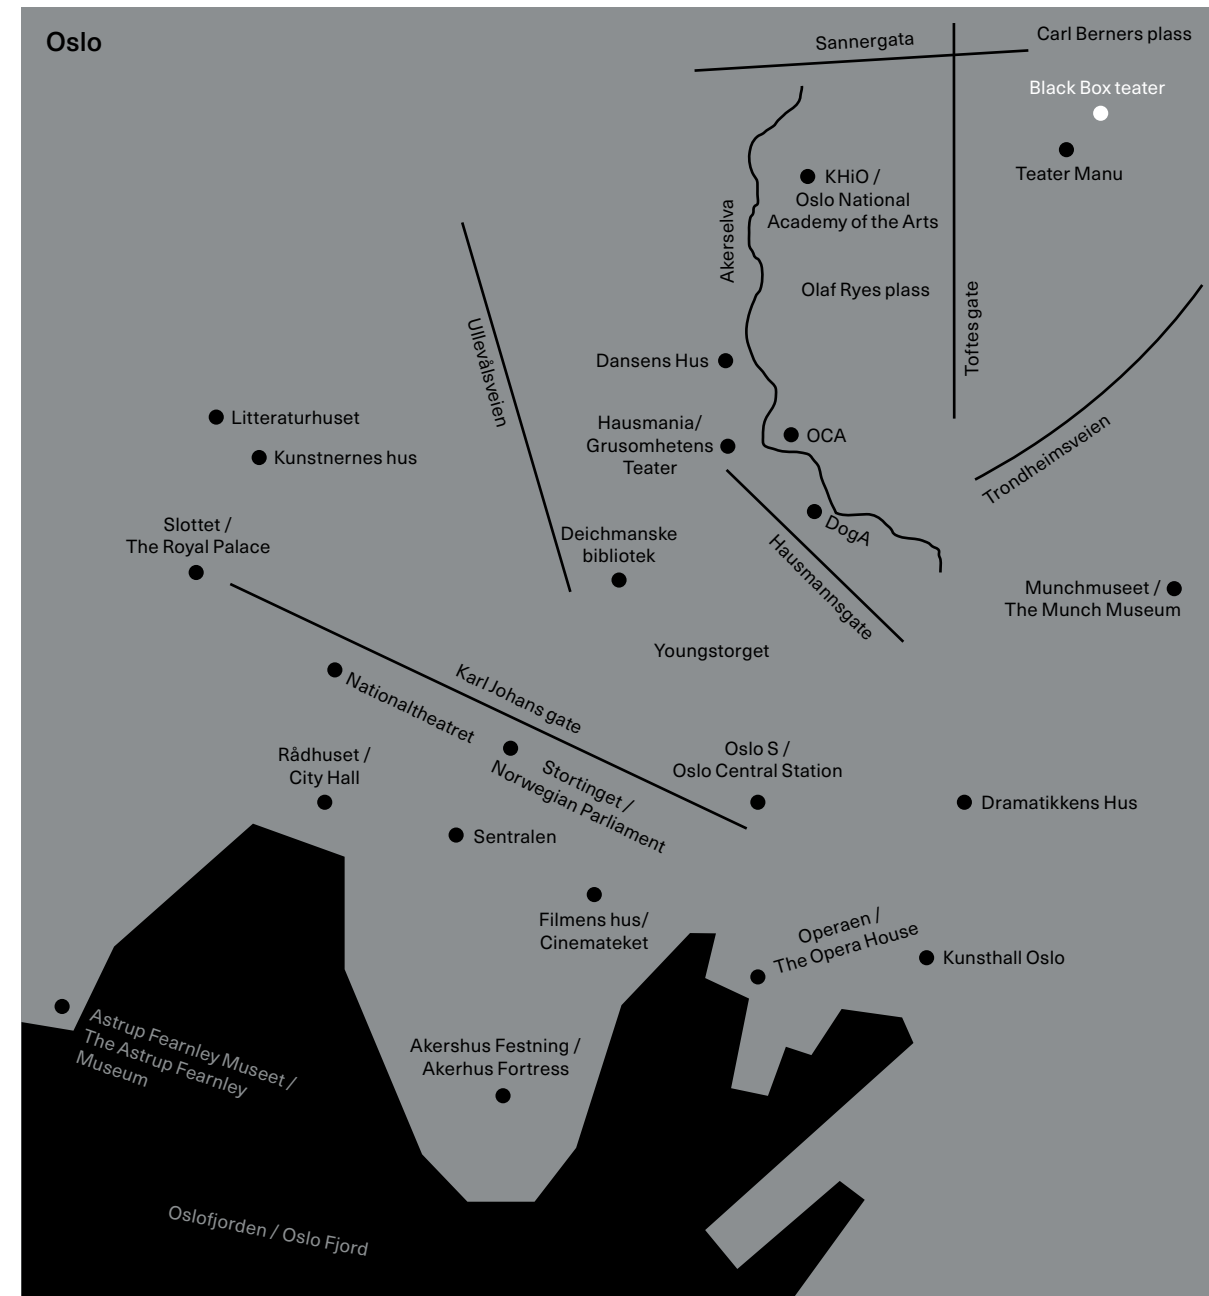 Oslo
Sannergata
Carl Berners plass
Black Box teater
Teater Manu
KHiO /
Oslo National
Academy of the Arts
Akerselva
Olaf Ryes plass
Toftes gate
Ullevålsveien
Dansens Hus
Litteraturhuset
Kunstnernes hus
Hausmania/
Grusomhetens
Teater
OCA
Trondheimsveien
Slottet /
The Royal Palace
Deichmanske
bibliotek
DogA
Hausmannsgate
Munchmuseet /
The Munch Museum
Youngstorget
Karl Johans gate
Nationaltheatret
Rådhuset /
City Hall
Stortinget /
Norwegian Parliament
Oslo S /
Oslo Central Station
Dramatikkens Hus
Sentralen
Filmens hus/
Cinemateket
Operaen /
The Opera House
Kunsthall Oslo
Astrup Fearnley Museet /
The Astrup Fearnley
Museum
Akershus Festning /
Akerhus Fortress
Oslofjorden / Oslo Fjord